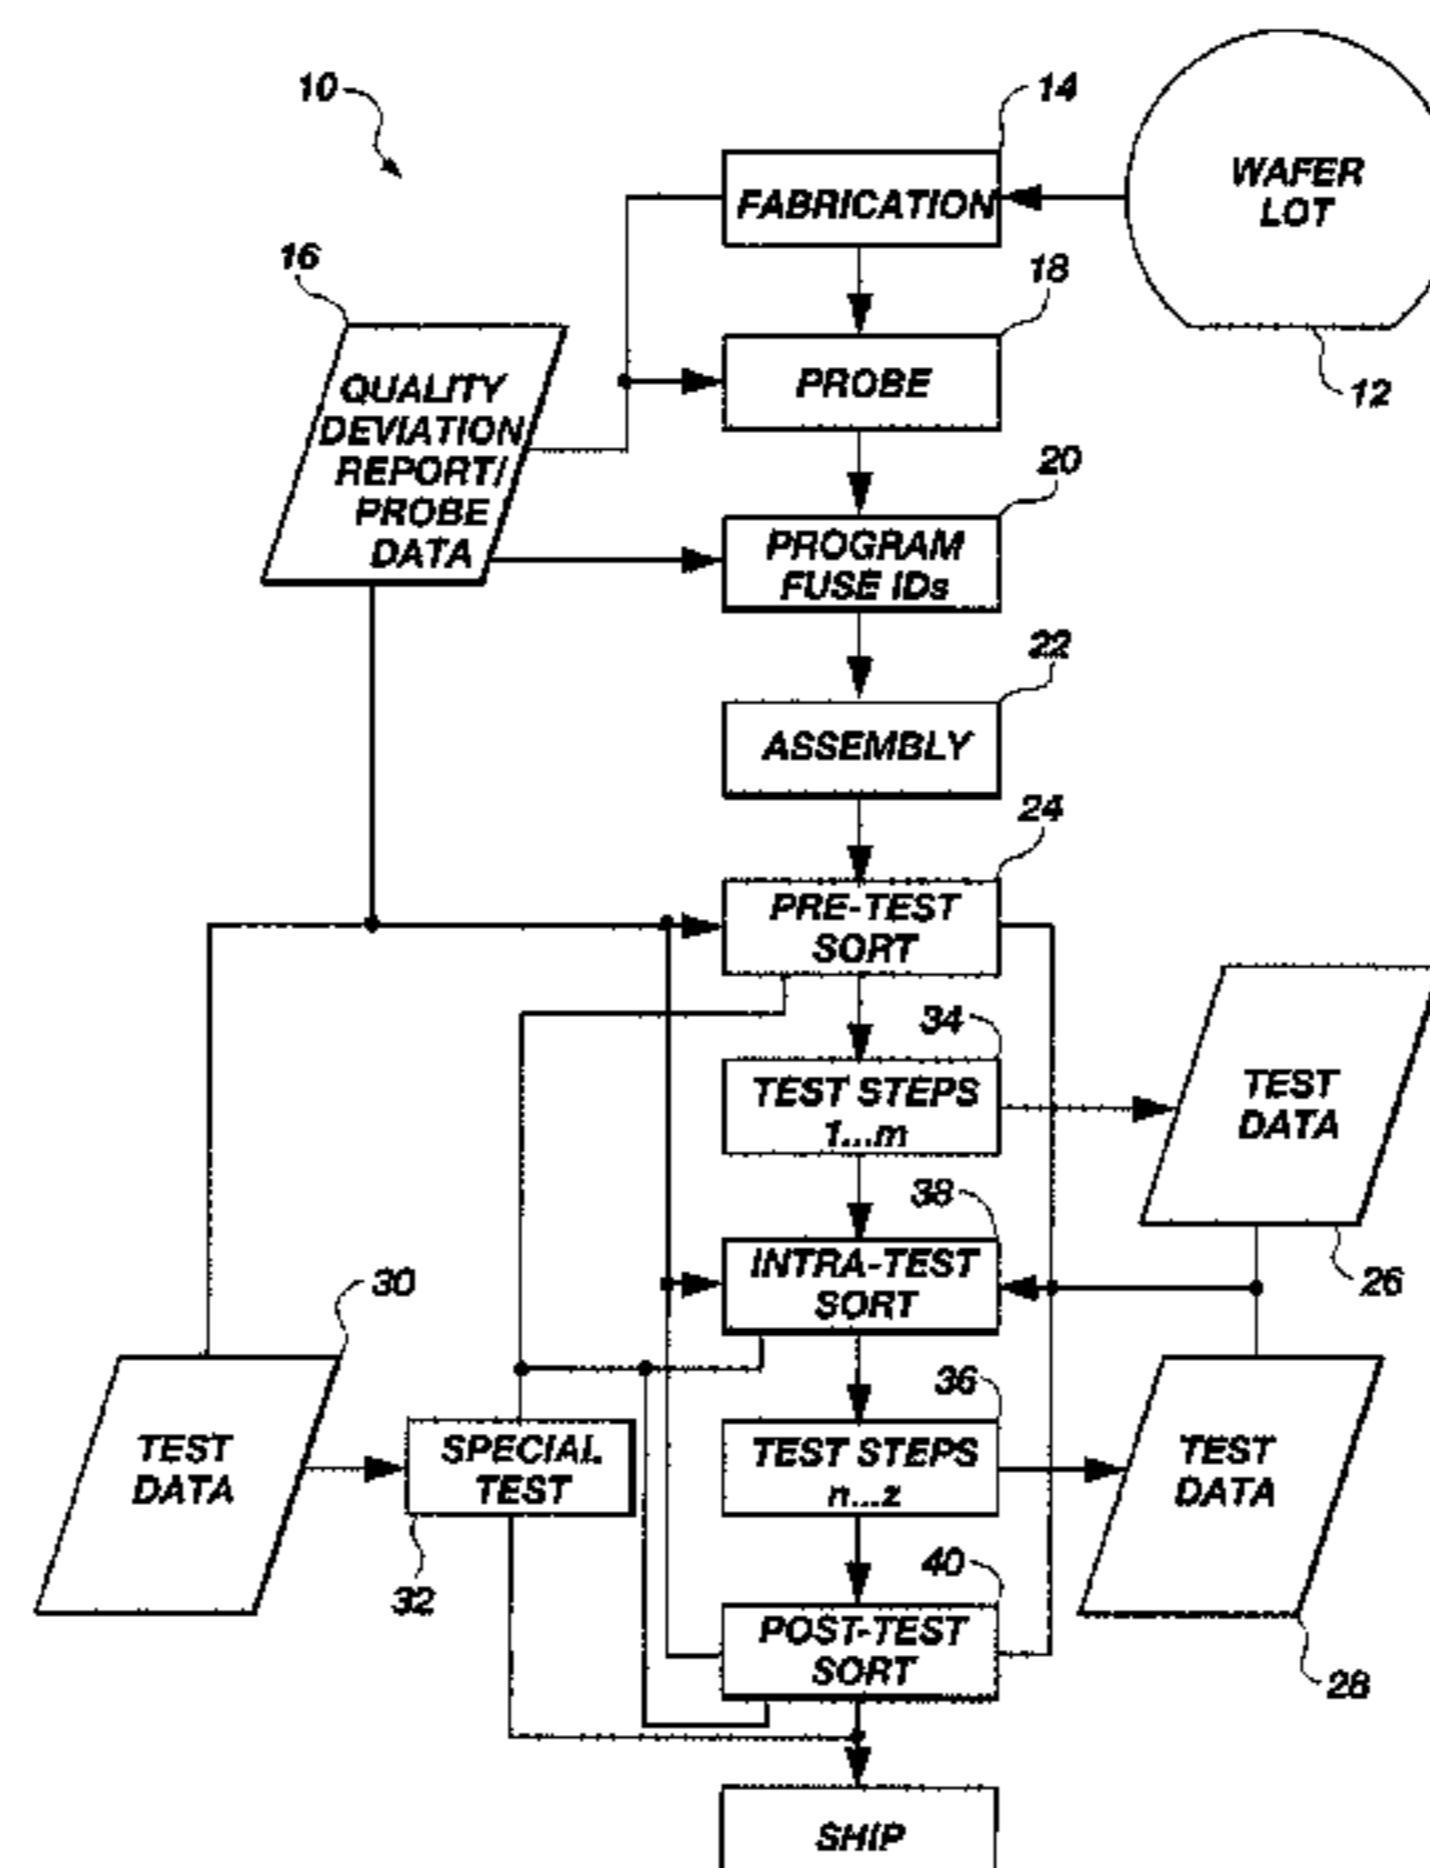 10
14
FABRICATION
WAFER
LOT
12
16
QUALITY
DEVIATION
REPORT/
PROBE
DATA
18
PROBE
20
PROGRAM
FUSE IDs
22
ASSEMBLY
24
PRE-TEST
SORT
34
TEST STEPS
1...m
TEST
DATA
26
38
INTRA-TEST
SORT
30
TEST
DATA
SPECIAL
TEST
32
36
TEST STEPS
n...z
TEST
DATA
28
40
POST-TEST
SORT
SHIP